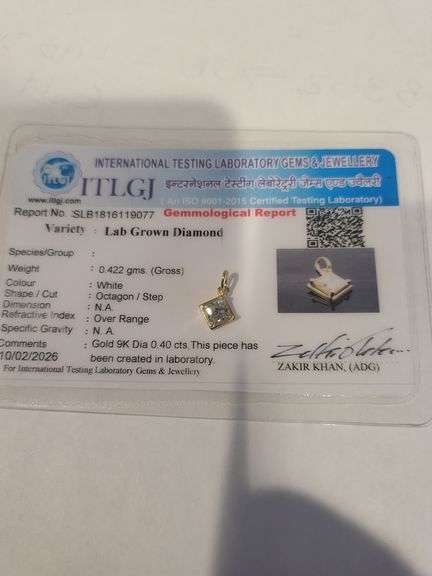 INTERNATIONAL TESTING LABORATORY GEMS & JEWELLERY
ITLGJ
इन्टरनेशनल टेस्टींग लेबोरेट्री जेम्स एण्ड ज्वैलरी
www.itlgj.com
( An ISO 9001-2015 Certified Testing Laboratory)
Report No. SLB1816119077
Gemmological Report
Variety : Lab Grown Diamond
Species/Group :
Weight : 0.422 gms. (Gross)
Colour : White
Shape / Cut : Octagon / Step
Dimension : N.A.
Refractive Index : Over Range
Specific Gravity : N. A.
Comments : Gold 9K Dia 0.40 cts.This piece has
been created in laboratory.
10/02/2026
For International Testing Laboratory Gems & Jewellery
ZAKIR KHAN, (ADG)